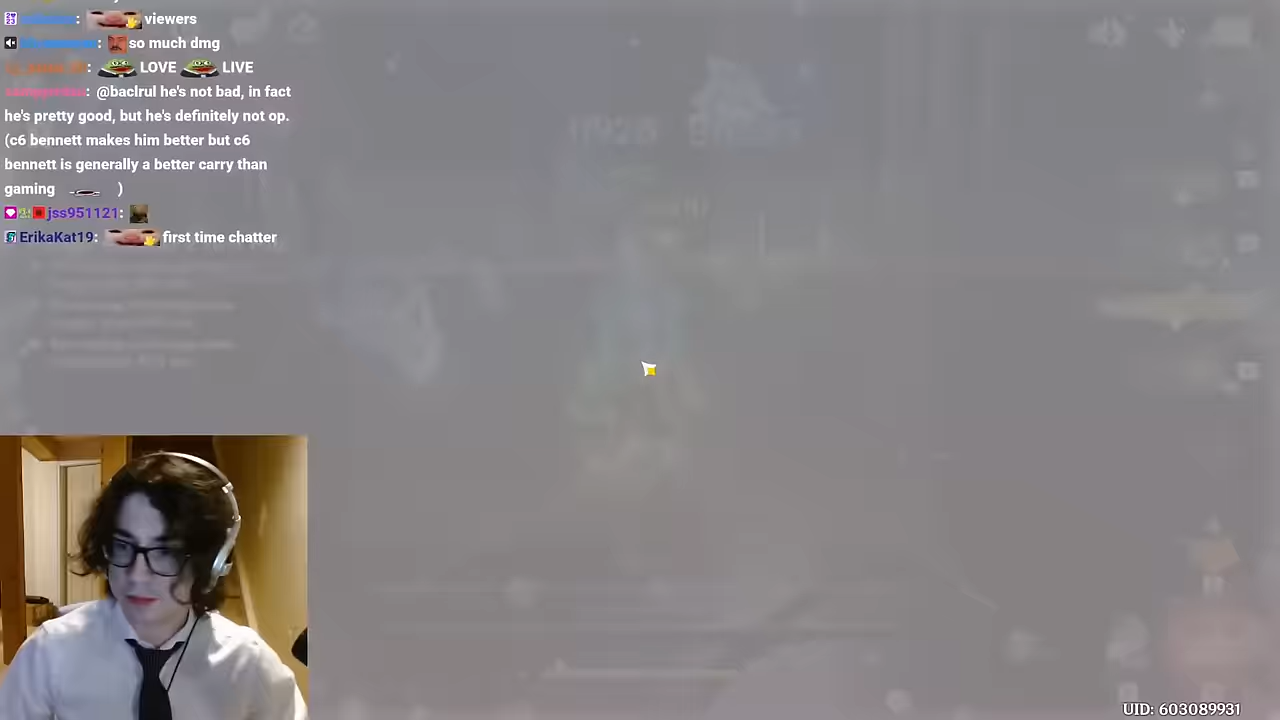 viewers
so much dmg
LOVE LIVE
: @baclrul he's not bad, in fact
he's pretty good, but he's definitely not op.
(c6 bennett makes him better but c6
bennett is generally a better carry than
gaming )
jss951121:
ErikaKat19: first time chatter
UID: 603089931